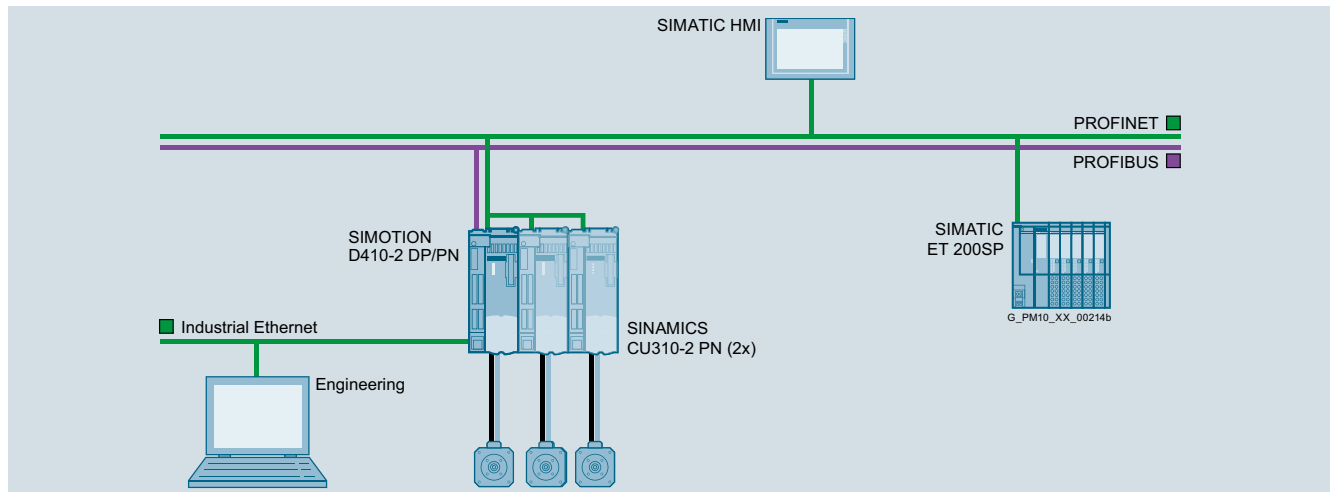 SIMATIC HMI
PROFINET
PROFIBUS
SIMOTION
D410-2 DP/PN
SIMATIC
ET 200SP
G_PM10_XX_00214b
Industrial Ethernet
SINAMICS
CU310-2 PN (2x)
Engineering